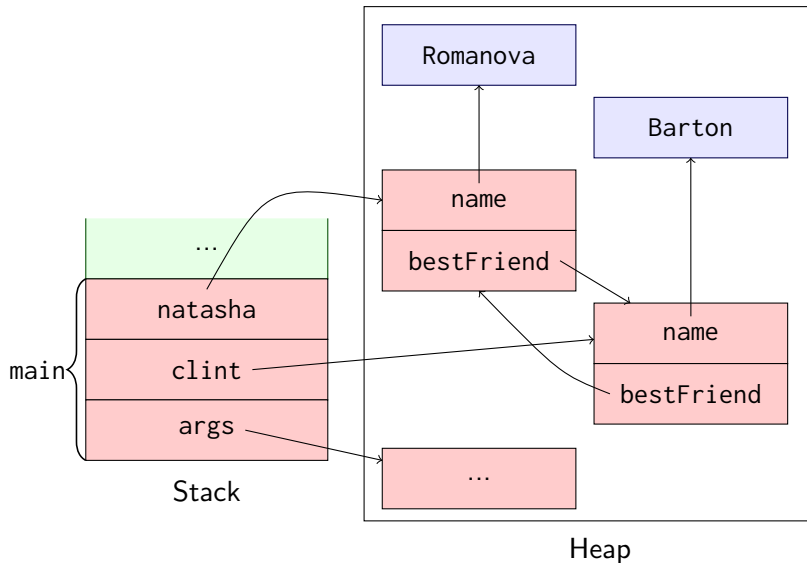 Romanova
Barton
name
bestFriend
...
natasha
clint
args
main
name
bestFriend
...
Stack
Heap